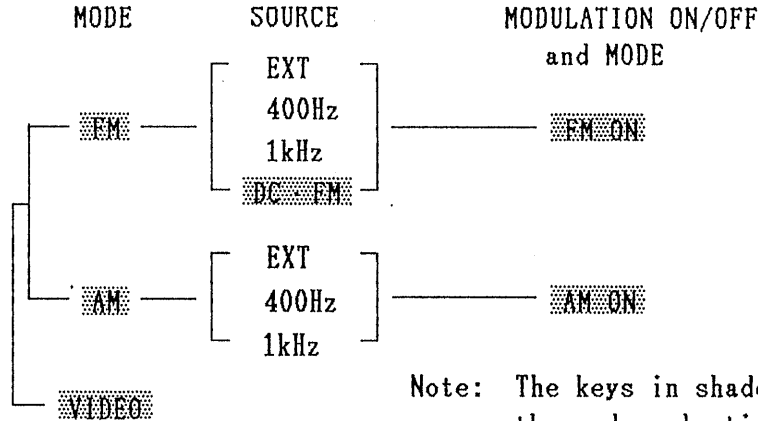 MODE SOURCE MODULATION ON/OFF
and MODE
EXT
400Hz
FM FM ON
1kHz
DC · FM
EXT
AM 400Hz AM ON
1kHz
Note: The keys in shade
VIDEO